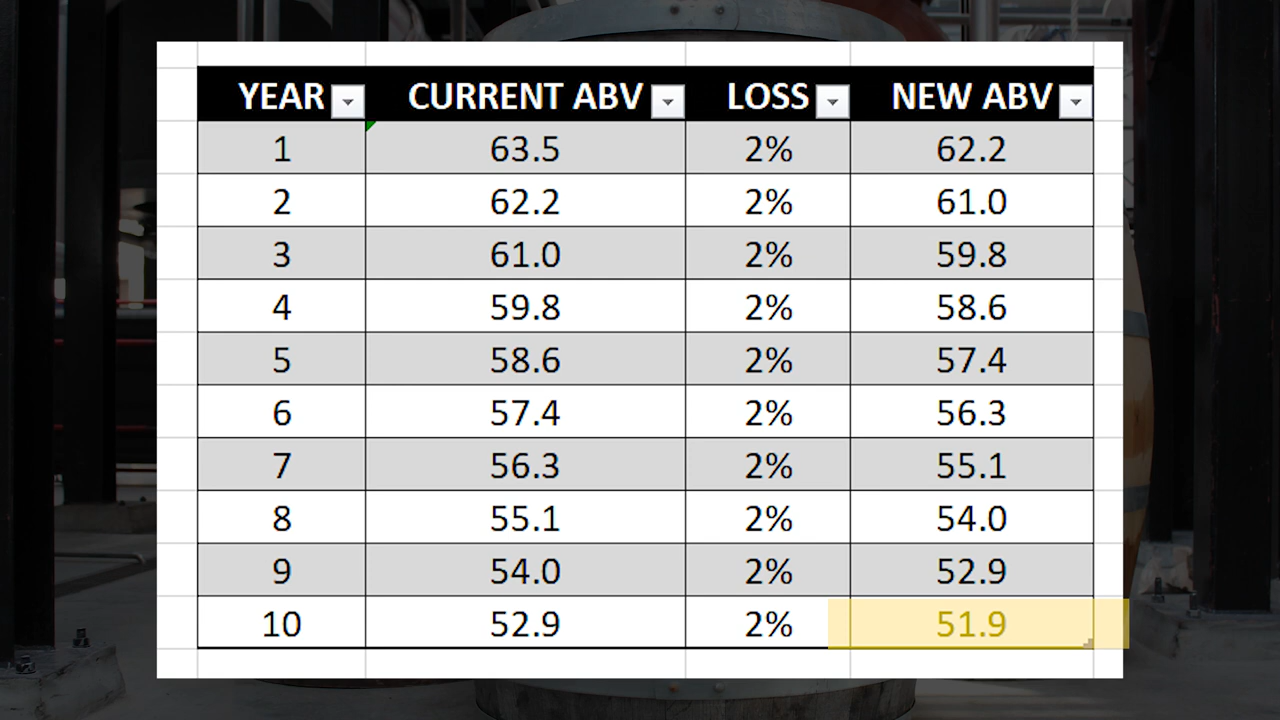 YEAR CURRENT ABV LOSS NEW ABV
1 63.5 2% 62.2
2 62.2 2% 61.0
3 61.0 2% 59.8
4 59.8 2% 58.6
5 58.6 2% 57.4
6 57.4 2% 56.3
7 56.3 2% 55.1
8 55.1 2% 54.0
9 54.0 2% 52.9
10 52.9 2% 51.9